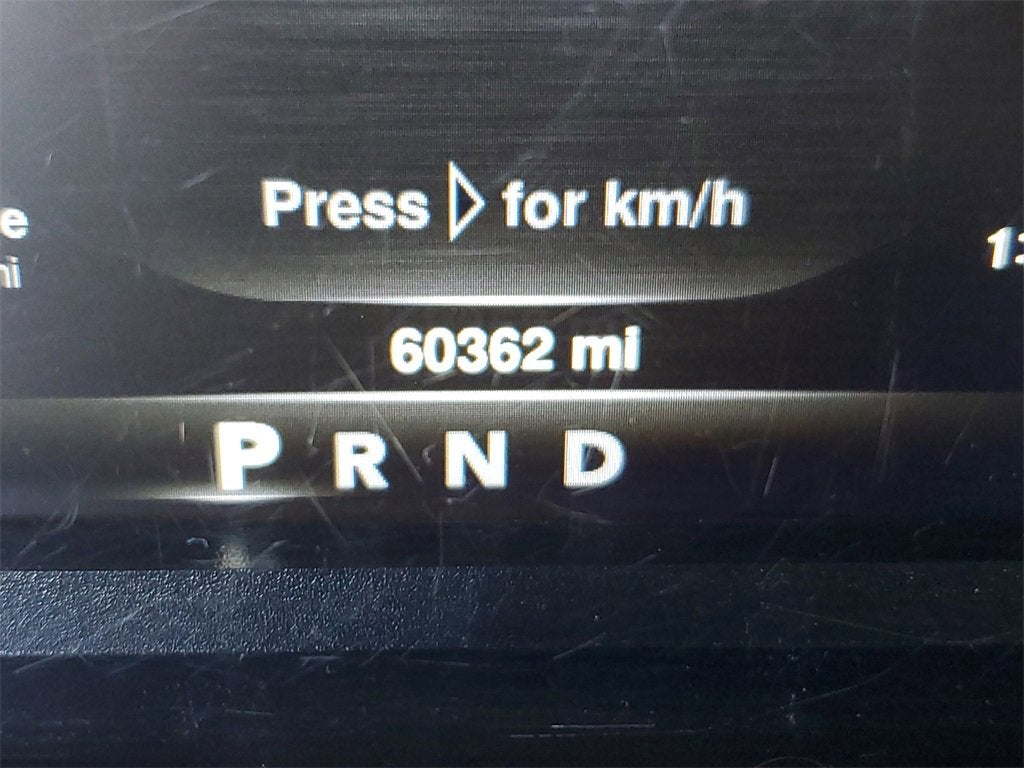 Press ▷ for km/h
60362 mi
P R N D